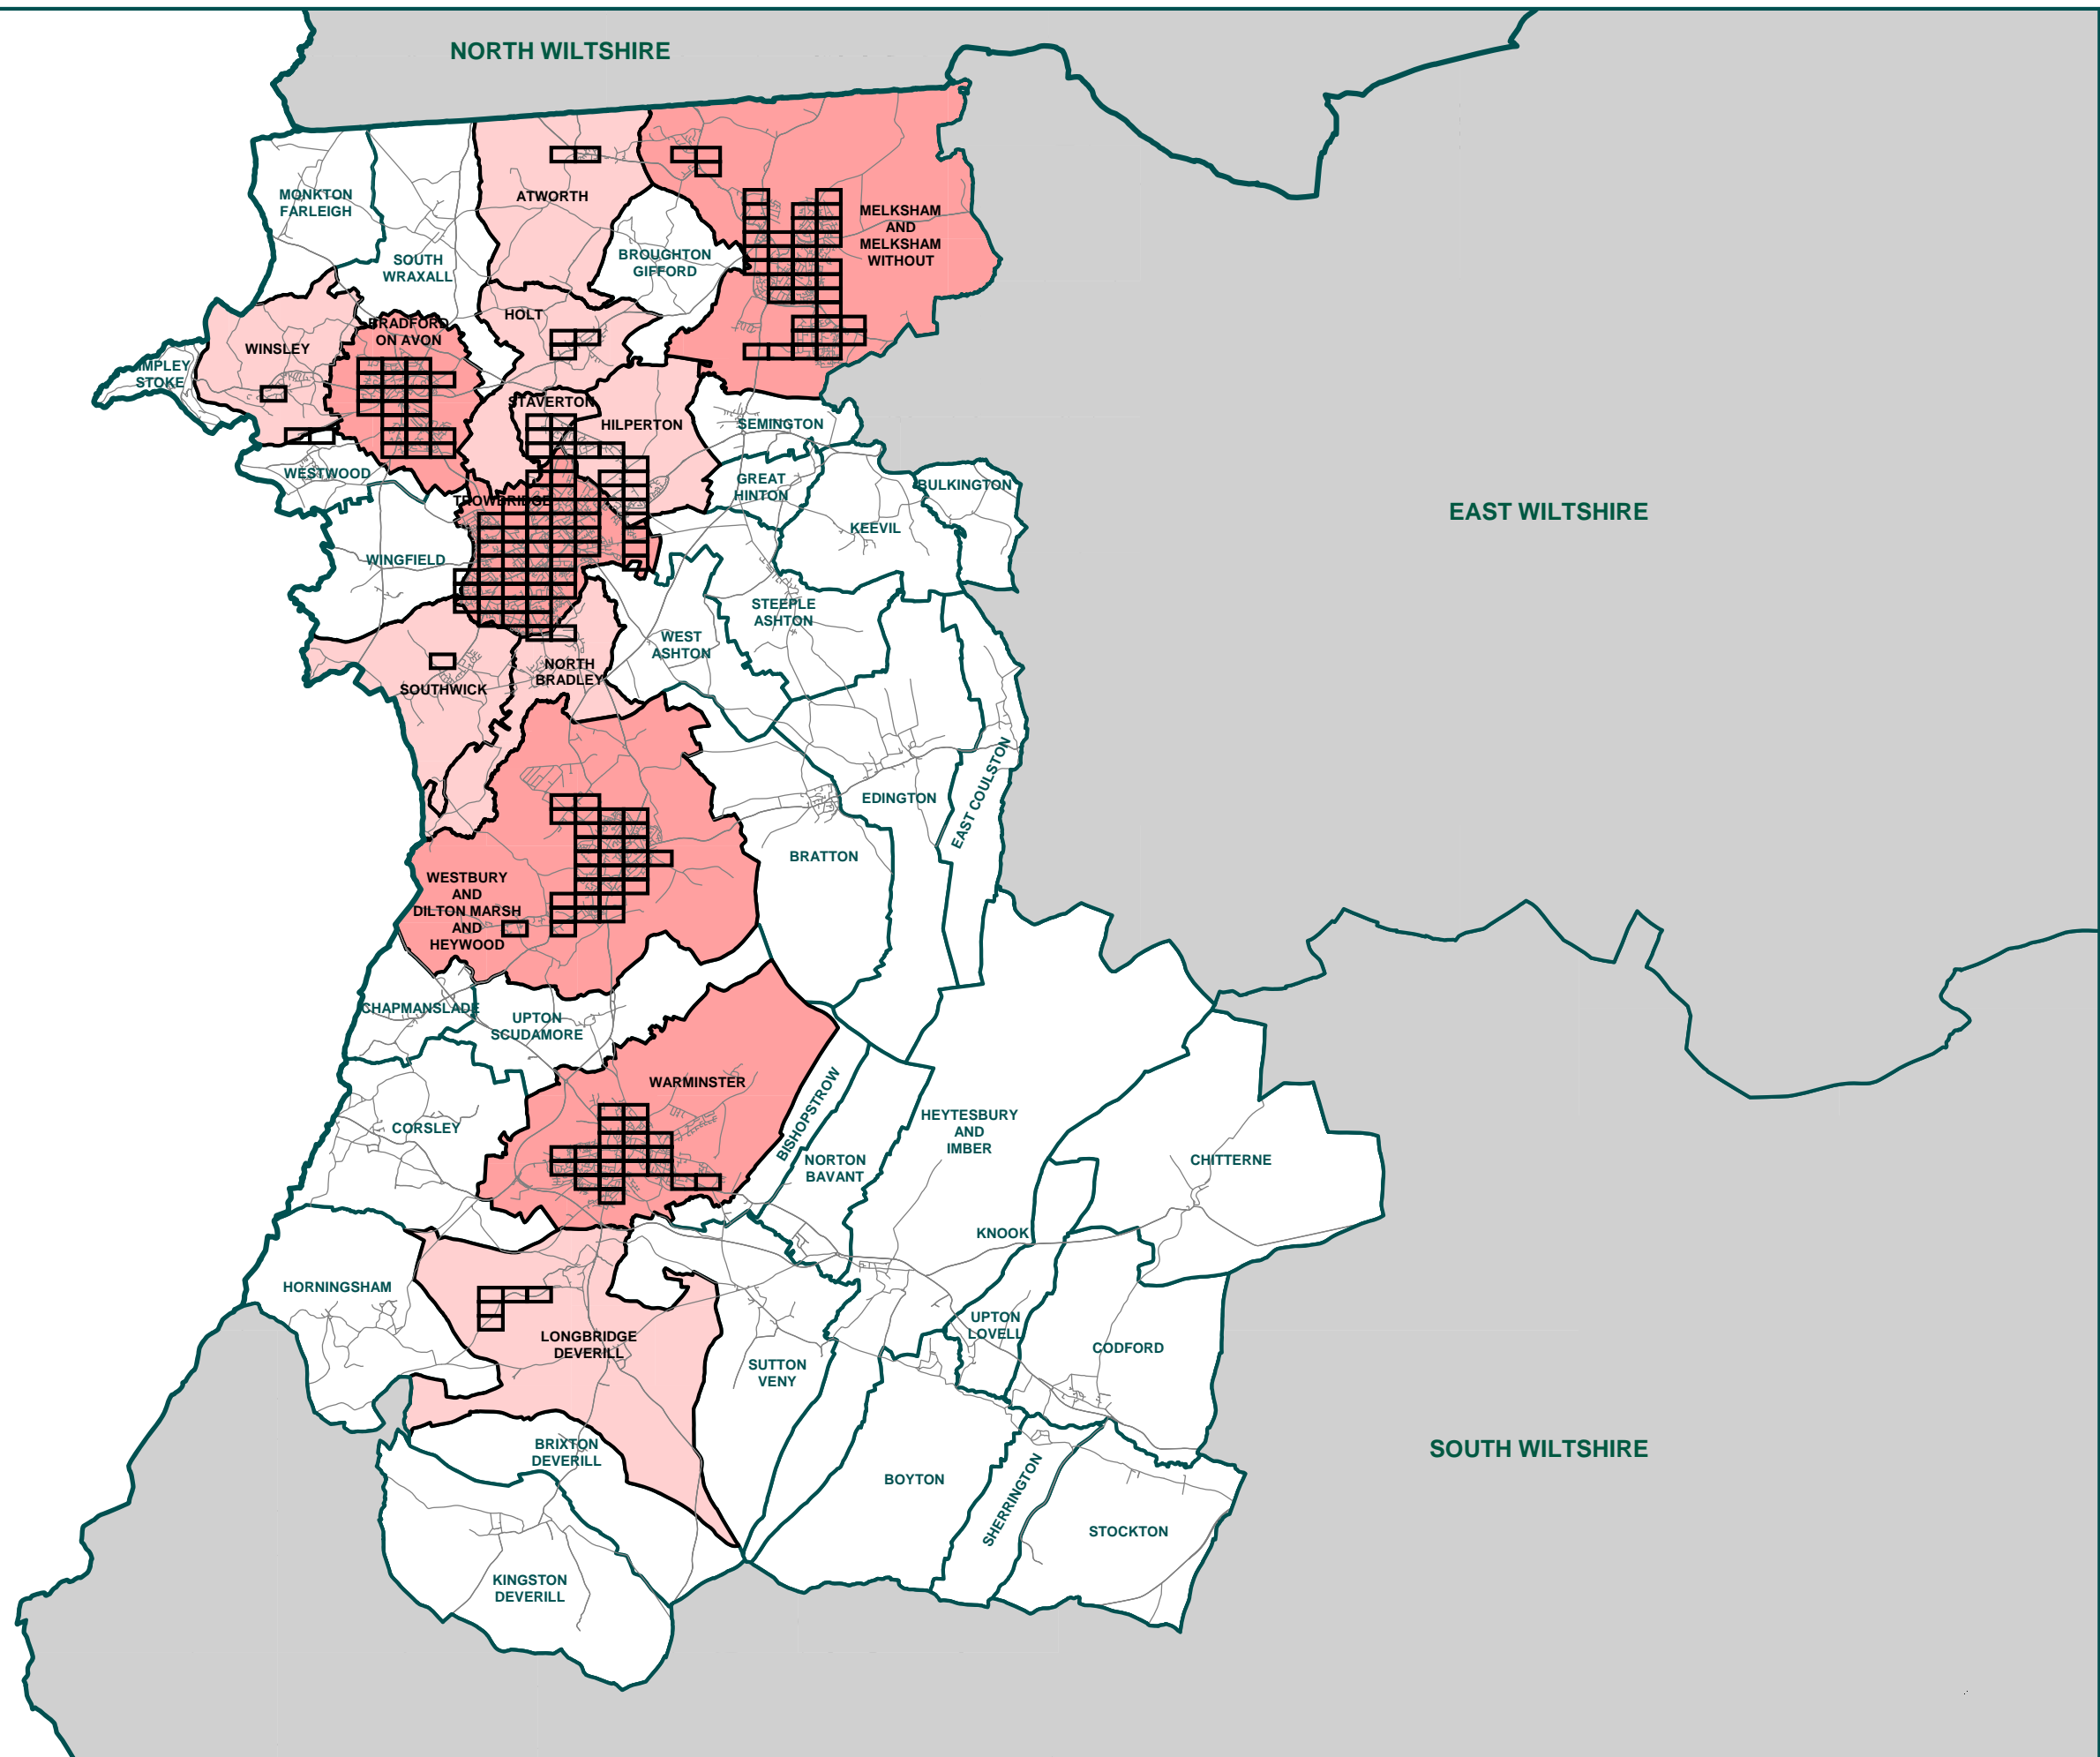 NORTH WILTSHIRE
MONKTON
FARLEIGH
ATWORTH
MELKSHAM
AND
MELKSHAM
WITHOUT
SOUTH
WRAXALL
BROUGHTON
GIFFORD
HOLT
BRADFORD
ON AVON
WINSLEY
IMPLEY
STOKE
STAVERTON
HILPERTON
SEMINGTON
WESTWOOD
GREAT
HINTON
BULKINGTON
TROWBRIDGE
EAST WILTSHIRE
KEEVIL
WINGFIELD
STEEPLE
ASHTON
WEST
ASHTON
NORTH
BRADLEY
SOUTHWICK
EDINGTON
EAST COULSTON
BRATTON
WESTBURY
AND
DILTON MARSH
AND
HEYWOOD
CHAPMANSLADE
UPTON
SCUDAMORE
WARMINSTER
BISHOPSTROW
HEYTESBURY
AND
IMBER
CORSLEY
NORTON
BAVANT
CHITTERNE
KNOOK
HORNINGSHAM
UPTON
LOVELL
LONGBRIDGE
DEVERILL
CODFORD
SUTTON
VENY
BRIXTON
DEVERILL
SOUTH WILTSHIRE
BOYTON
SHERRINGTON
STOCKTON
KINGSTON
DEVERILL